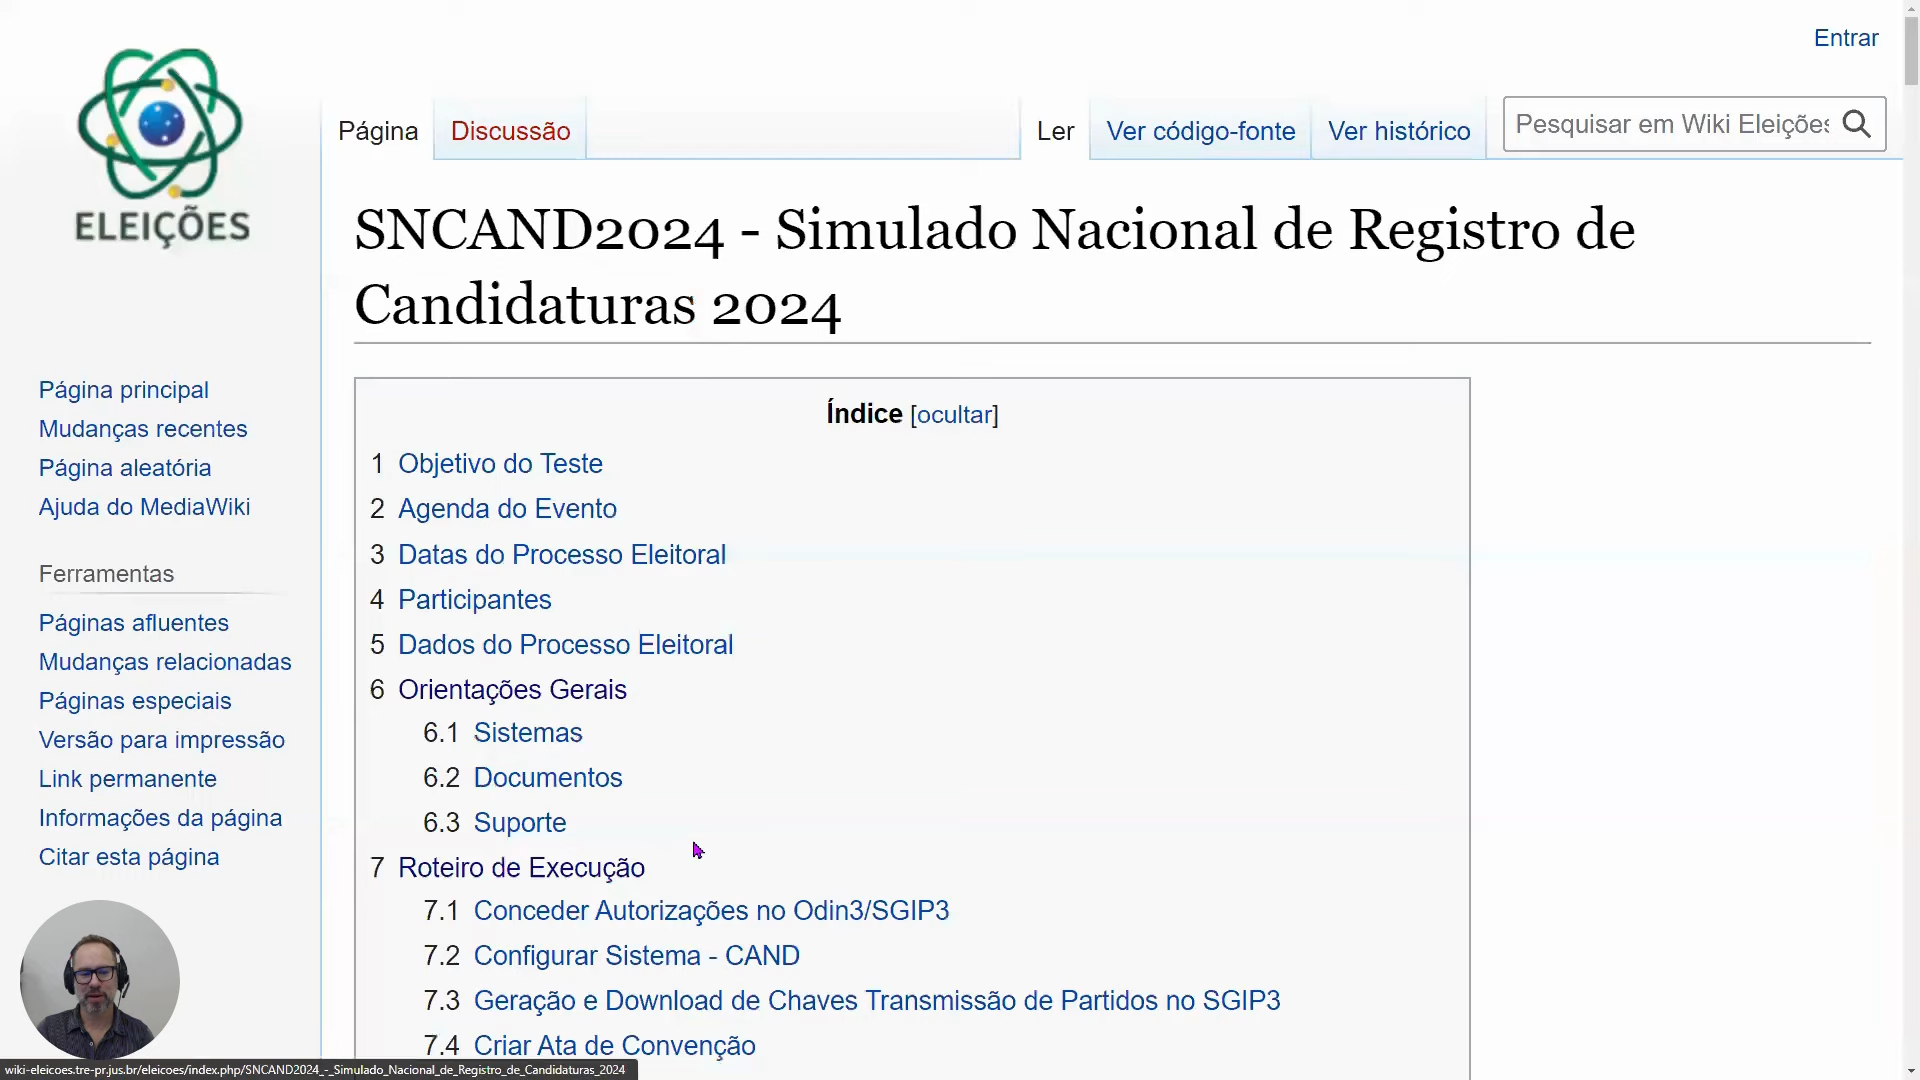 Entrar
ELEIÇÕES
Página
Discussão
Ler
Ver código-fonte
Ver histórico
Pesquisar em Wiki Eleições
SNCAND2024 - Simulado Nacional de Registro de
Candidaturas 2024
Página principal
Mudanças recentes
Página aleatória
Ajuda do MediaWiki
Ferramentas
Páginas afluentes
Mudanças relacionadas
Páginas especiais
Versão para impressão
Link permanente
Informações da página
Citar esta página
Índice [ocultar]
1 Objetivo do Teste
2 Agenda do Evento
3 Datas do Processo Eleitoral
4 Participantes
5 Dados do Processo Eleitoral
6 Orientações Gerais
6.1 Sistemas
6.2 Documentos
6.3 Suporte
7 Roteiro de Execução
7.1 Conceder Autorizações no Odin3/SGIP3
7.2 Configurar Sistema - CAND
7.3 Geração e Download de Chaves Transmissão de Partidos no SGIP3
7.4 Criar Ata de Convenção
wiki-eleicoes.tre-pr.jus.br/eleicoes/index.php/SNCAND2024_-_Simulado_Nacional_de_Registro_de_Candidaturas_2024